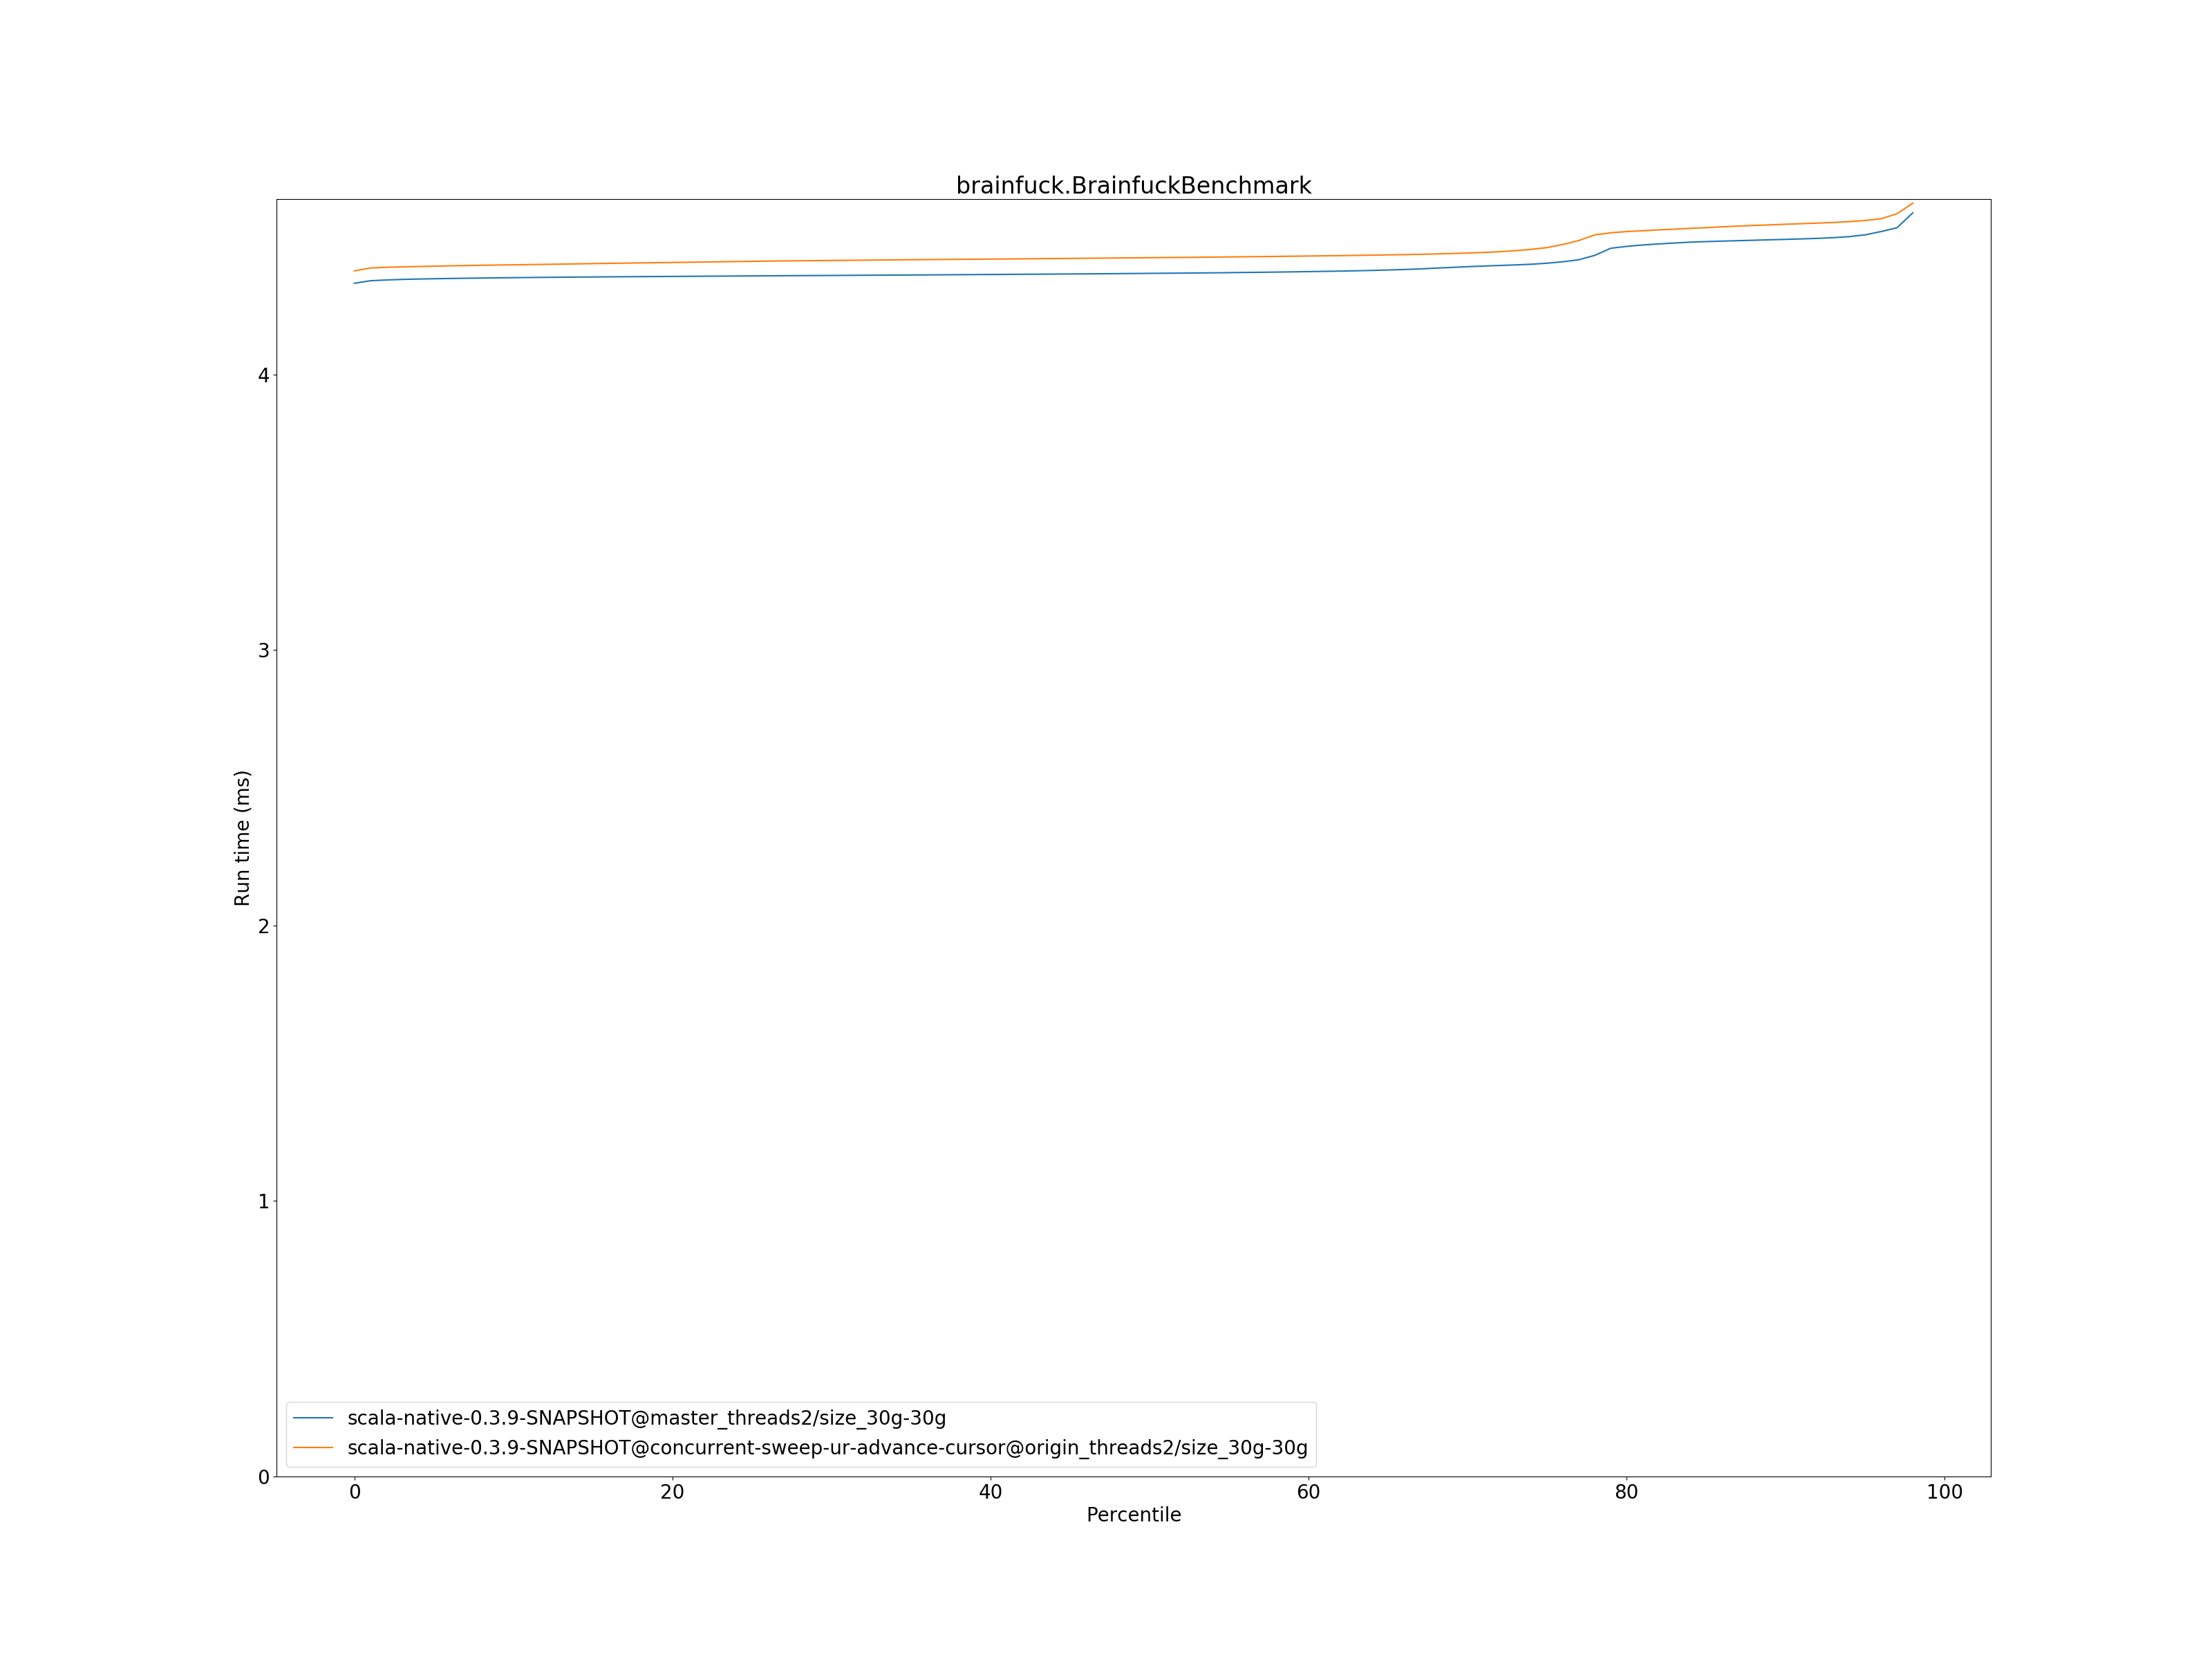 brainfuck.BrainfuckBenchmark
Run time (ms)
4
3
2
1
0
scala-native-0.3.9-SNAPSHOT@master_threads2/size_30g-30g
scala-native-0.3.9-SNAPSHOT@concurrent-sweep-ur-advance-cursor@origin_threads2/size_30g-30g
0 20 40 60 80 100
Percentile